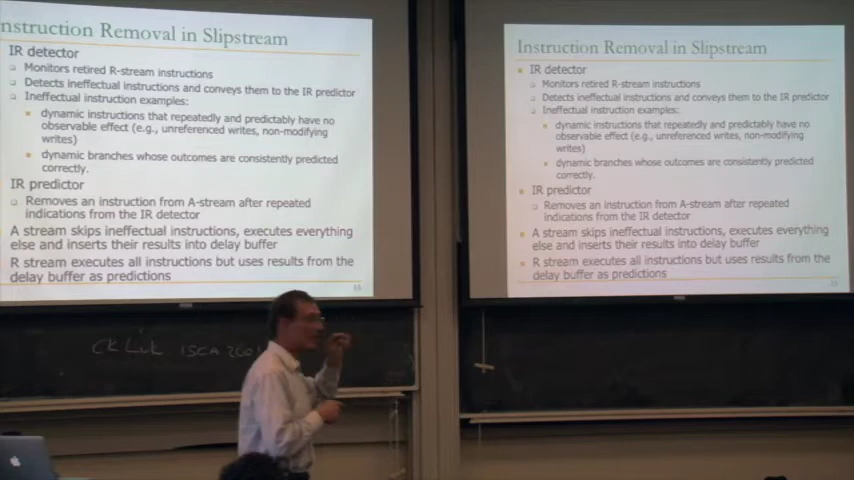 nstruction Removal in Slipstream
IR detector
Monitors retired R-stream instructions
Detects ineffectual instructions and conveys them to the IR predictor
Ineffectual instruction examples:
dynamic instructions that repeatedly and predictably have no
observable effect (e.g., unreferenced writes, non-modifying
writes)
dynamic branches whose outcomes are consistently predicted
correctly.
IR predictor
Removes an instruction from A-stream after repeated
indications from the IR detector
A stream skips ineffectual instructions, executes everything
else and inserts their results into delay buffer
R stream executes all instructions but uses results from the
delay buffer as predictions
15
Instruction Removal in Slipstream
IR detector
Monitors retired R-stream instructions
Detects ineffectual instructions and conveys them to the IR predictor
Ineffectual instruction examples:
dynamic instructions that repeatedly and predictably have no
observable effect (e.g., unreferenced writes, non-modifying
writes)
dynamic branches whose outcomes are consistently predicted
correctly.
IR predictor
Removes an instruction from A-stream after repeated
indications from the IR detector
A stream skips ineffectual instructions, executes everything
else and inserts their results into delay buffer
R stream executes all instructions but uses results from the
delay buffer as predictions
15
CK Luk ISCA 2001